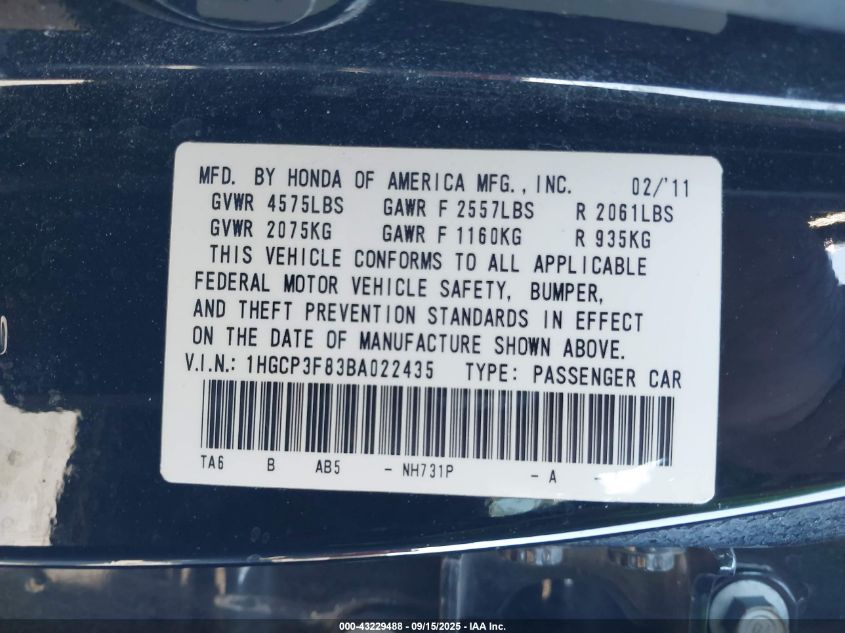 MFD. BY HONDA OF AMERICA MFG., INC. 02/'11
GVWR 4575LBS GAWR F 2557LBS R 2061LBS
GVWR 2075KG GAWR F 1160KG R 935KG
THIS VEHICLE CONFORMS TO ALL APPLICABLE
FEDERAL MOTOR VEHICLE SAFETY, BUMPER,
AND THEFT PREVENTION STANDARDS IN EFFECT
ON THE DATE OF MANUFACTURE SHOWN ABOVE.
V.I.N.: 1HGCP3F83BA022435 TYPE: PASSENGER CAR
TA6 B AB5 - NH731P - A -
000-43229488 - 09/15/2025 - IAA Inc.